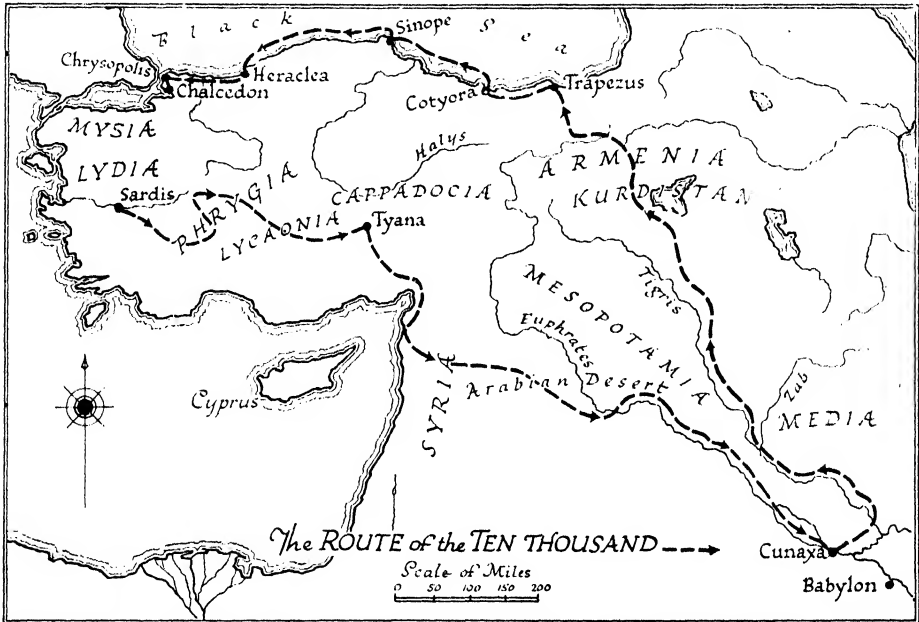 Black Sea
Sinope
Chrysopolis
Heraclea
Chalcedon
Cotyora
Trapezus
MYSIÆ
Halys
ARMENIA
LYDIÆ
KURDISTAN
Sardis
PHRYGIA
CAPPADOCIA
LYCAONIA
Tyana
Tigris
MESOPOTAMIA
Euphrates
Arabian Desert
Zab
Cyprus
SYRIA
MEDIA
The ROUTE of the TEN THOUSAND
Cunaxa
Scale of Miles
0 50 100 150 200
Babylon